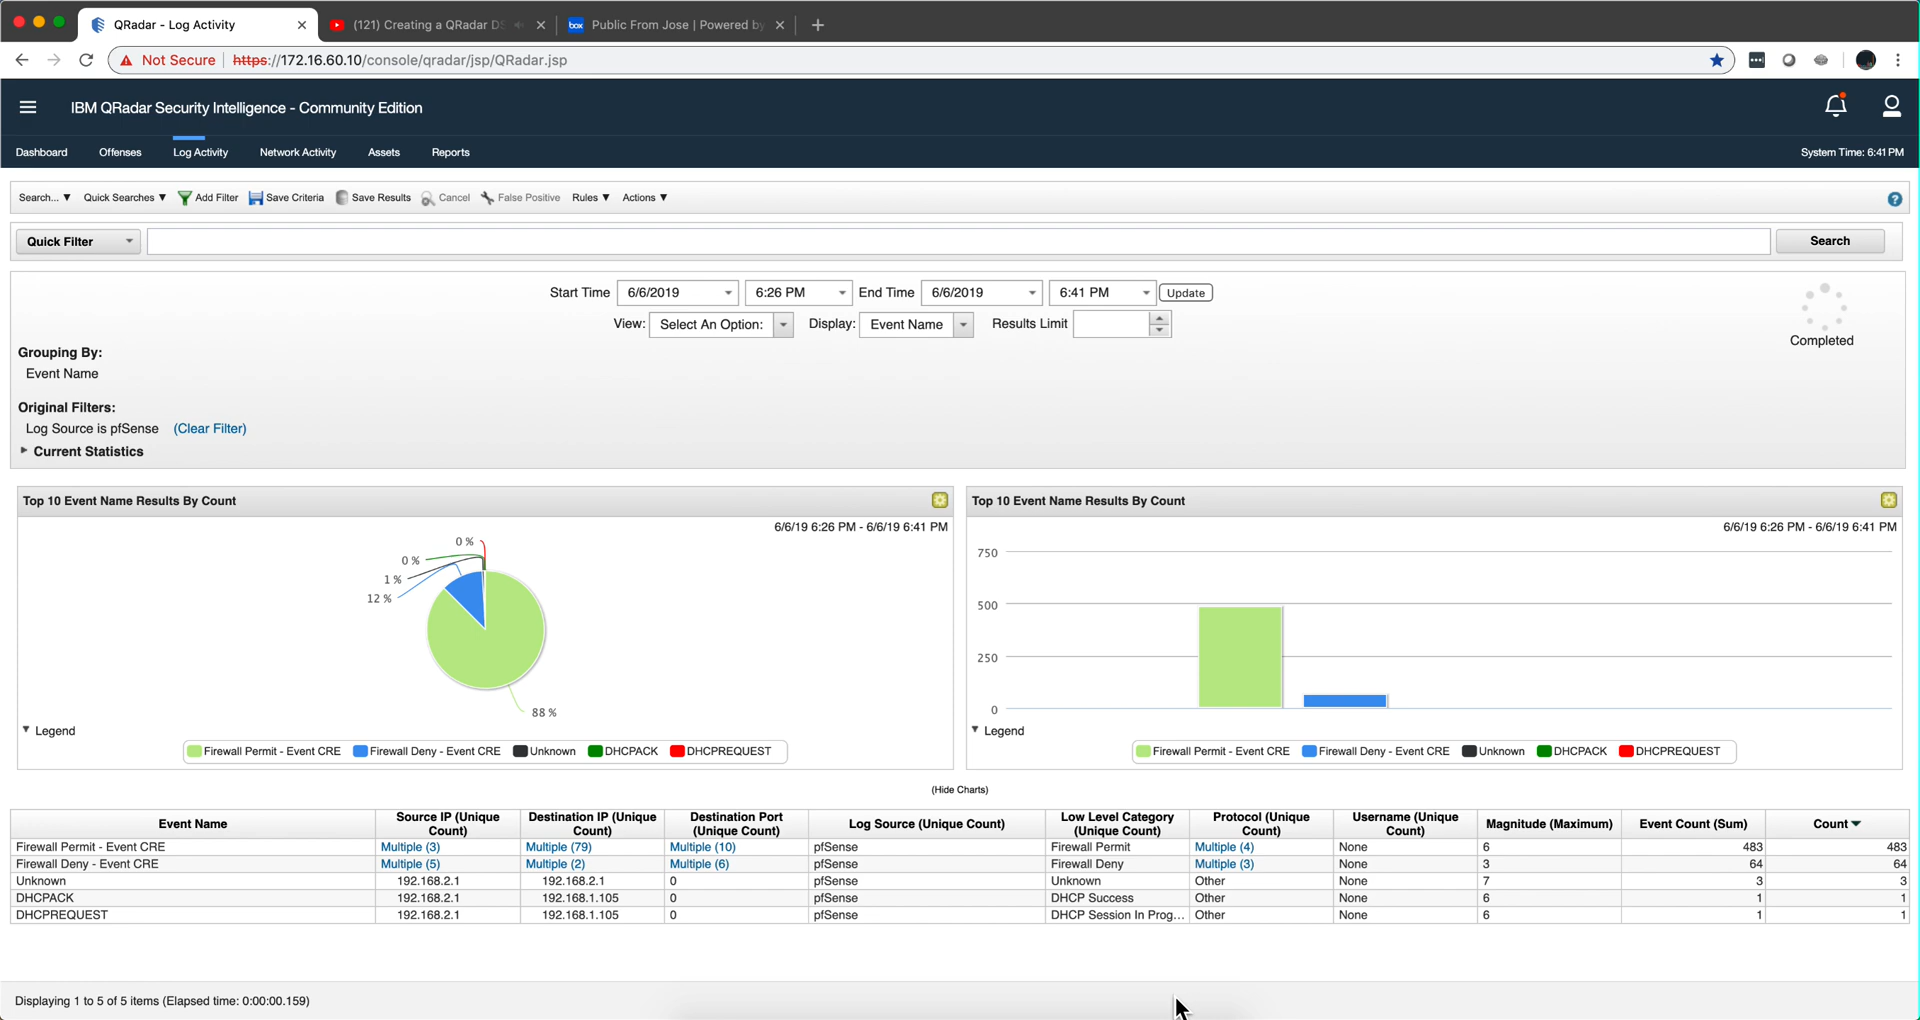 QRadar - Log Activity
(121) Creating a QRadar DS
box Public From Jose | Powered by
Not Secure https://172.16.60.10/console/qradar/jsp/QRadar.jsp
IBM QRadar Security Intelligence - Community Edition
Dashboard Offenses Log Activity Network Activity Assets Reports System Time: 6:41 PM
Search... Quick Searches Add Filter Save Criteria Save Results Cancel False Positive Rules Actions
Quick Filter Search
Start Time 6/6/2019 6:26 PM End Time 6/6/2019 6:41 PM Update
View: Select An Option: Display: Event Name Results Limit
Completed
Grouping By:
Event Name
Original Filters:
Log Source is pfSense (Clear Filter)
Current Statistics
Top 10 Event Name Results By Count
6/6/19 6:26 PM - 6/6/19 6:41 PM
0 %
0 %
1 %
12 %
88 %
Legend
Firewall Permit - Event CRE Firewall Deny - Event CRE Unknown DHCPACK DHCPREQUEST
Top 10 Event Name Results By Count
6/6/19 6:26 PM - 6/6/19 6:41 PM
750
500
250
0
Legend
Firewall Permit - Event CRE Firewall Deny - Event CRE Unknown DHCPACK DHCPREQUEST
(Hide Charts)
Event Name Source IP (Unique Count) Destination IP (Unique Count) Destination Port (Unique Count) Log Source (Unique Count) Low Level Category (Unique Count) Protocol (Unique Count) Username (Unique Count) Magnitude (Maximum) Event Count (Sum) Count
Firewall Permit - Event CRE Multiple (3) Multiple (79) Multiple (10) pfSense Firewall Permit Multiple (4) None 6 483 483
Firewall Deny - Event CRE Multiple (5) Multiple (2) Multiple (6) pfSense Firewall Deny Multiple (3) None 3 64 64
Unknown 192.168.2.1 192.168.2.1 0 pfSense Unknown Other None 7 3 3
DHCPACK 192.168.2.1 192.168.1.105 0 pfSense DHCP Success Other None 6 1 1
DHCPREQUEST 192.168.2.1 192.168.1.105 0 pfSense DHCP Session In Prog... Other None 6 1 1
Displaying 1 to 5 of 5 items (Elapsed time: 0:00:00.159)